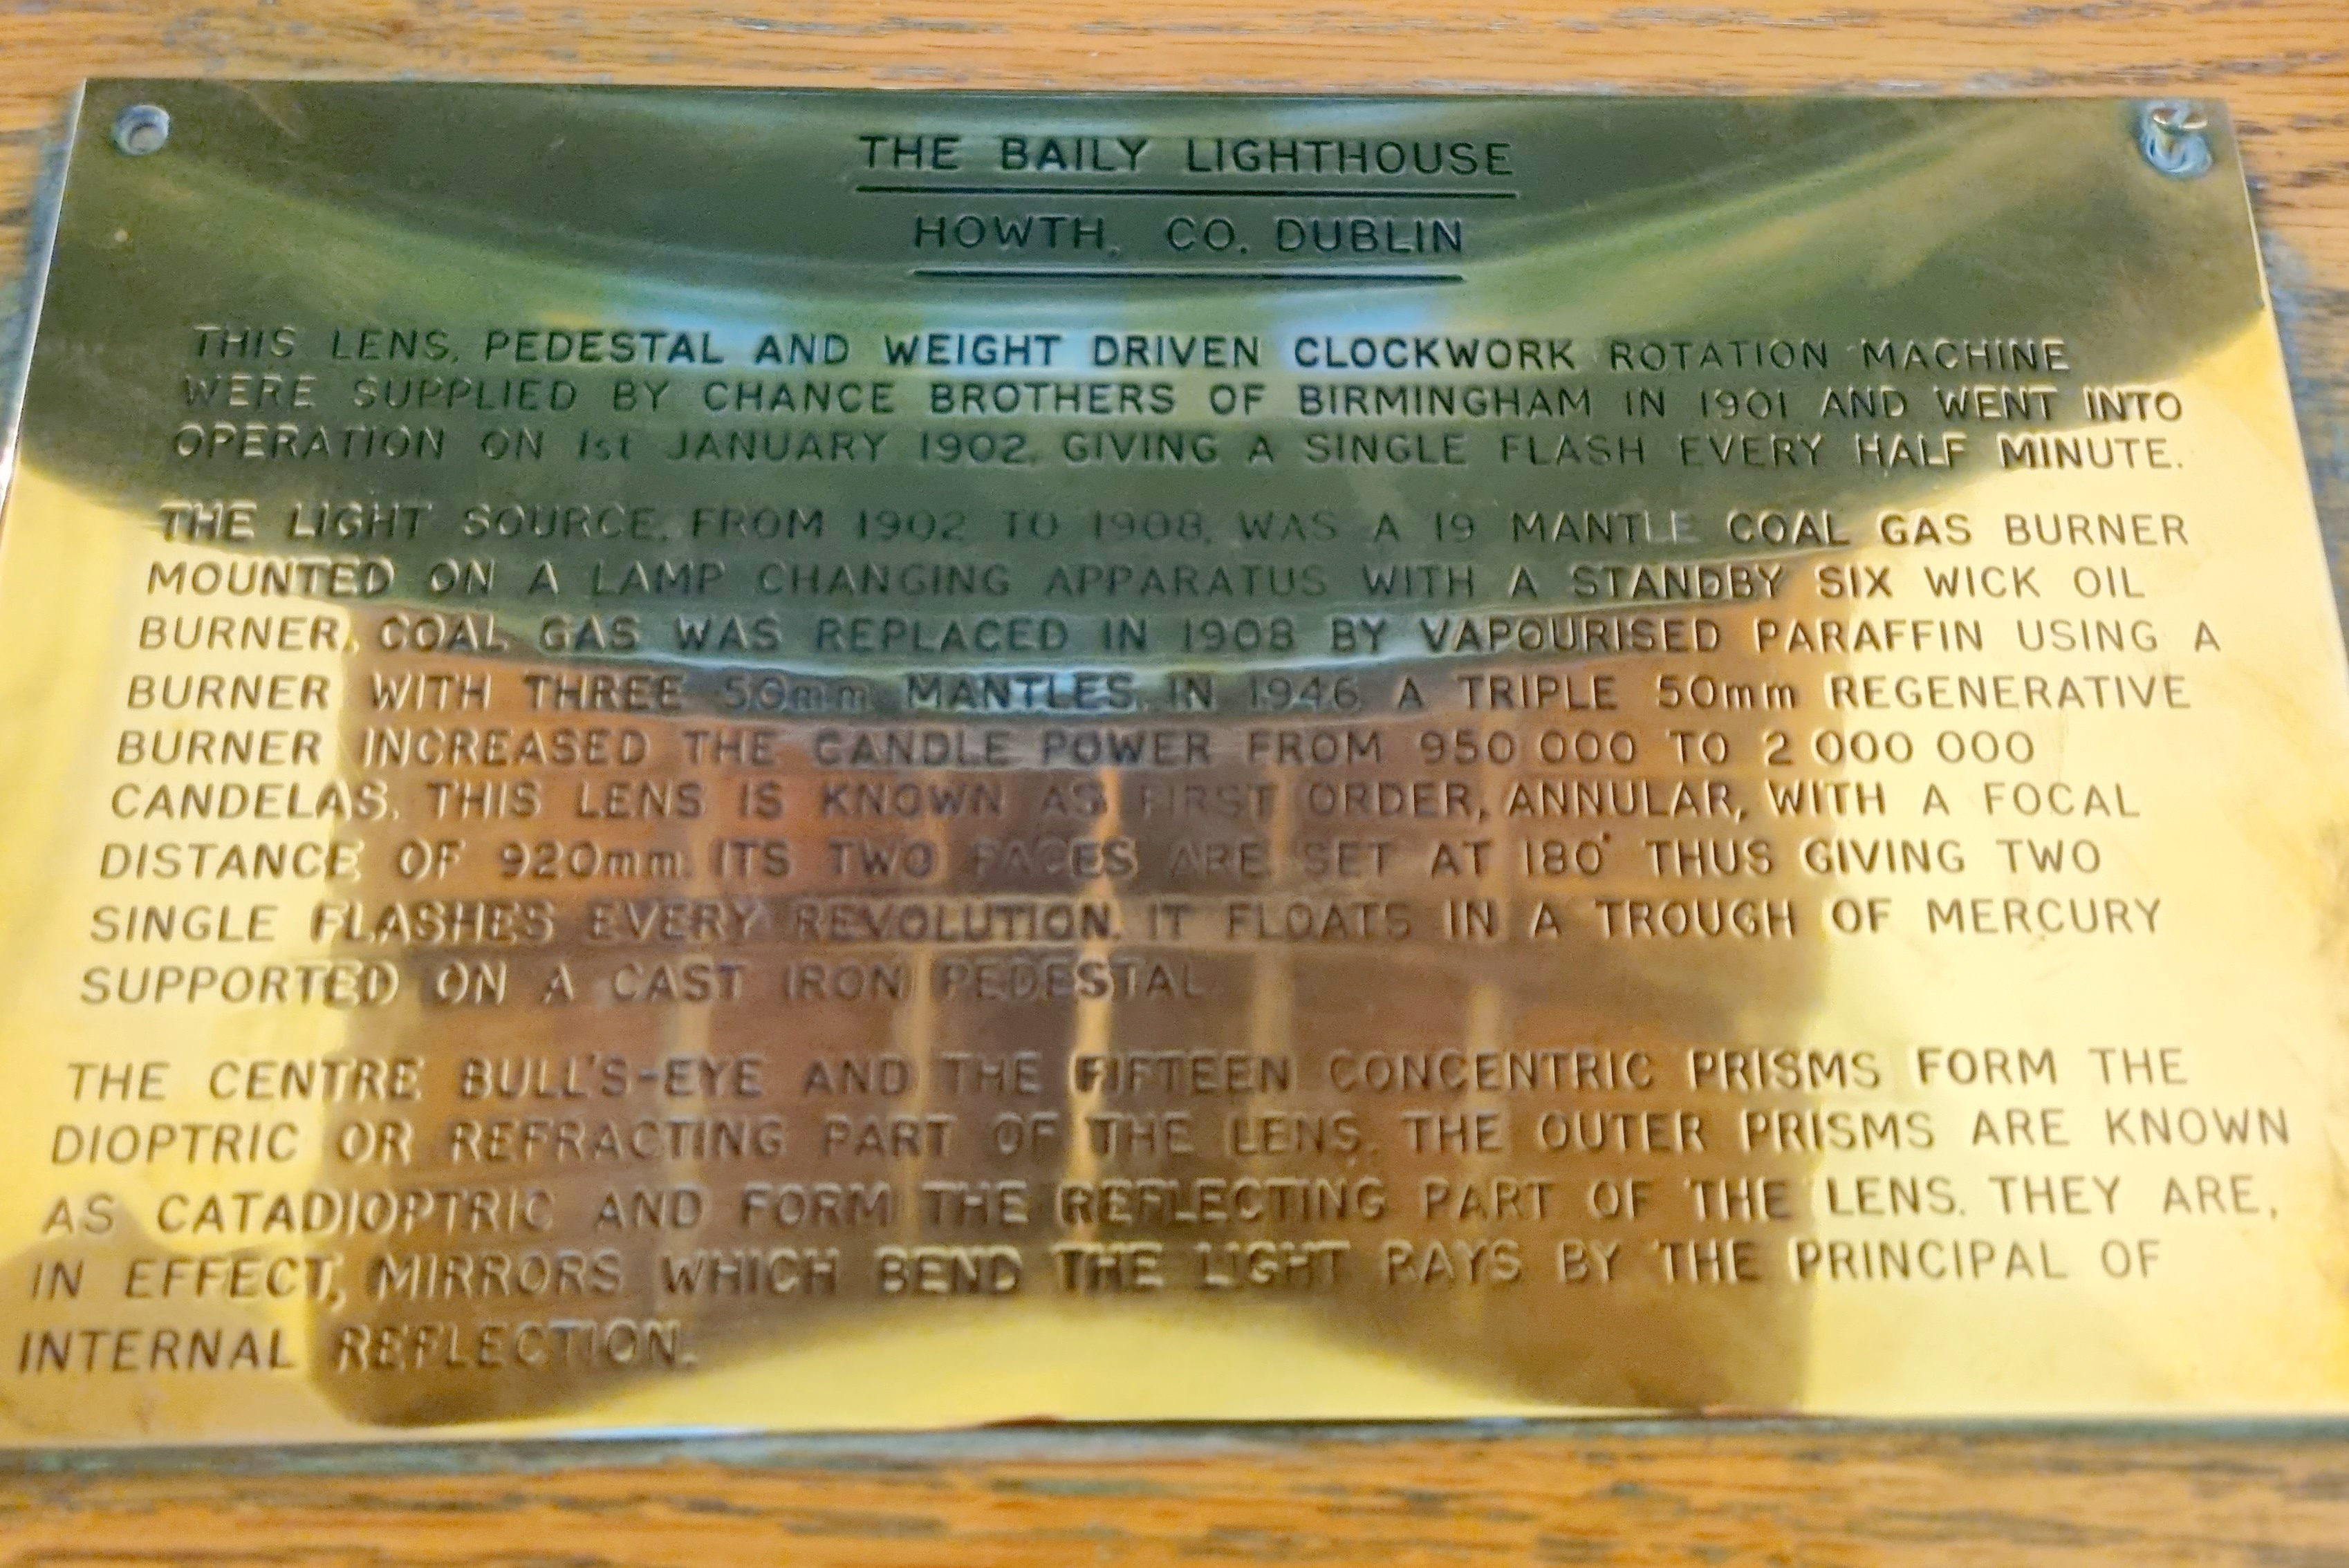 THE BAILY LIGHTHOUSE
HOWTH, CO. DUBLIN
THIS LENS, PEDESTAL AND WEIGHT DRIVEN CLOCKWORK ROTATION MACHINE
WERE SUPPLIED BY CHANCE BROTHERS OF BIRMINGHAM IN 1901 AND WENT INTO
OPERATION ON 1st JANUARY 1902, GIVING A SINGLE FLASH EVERY HALF MINUTE.
THE LIGHT SOURCE, FROM 1902 TO 1908, WAS A 19 MANTLE COAL GAS BURNER
MOUNTED ON A LAMP CHANGING APPARATUS WITH A STANDBY SIX WICK OIL
BURNER. COAL GAS WAS REPLACED IN 1908 BY VAPOURISED PARAFFIN USING A
BURNER WITH THREE 50mm MANTLES. IN 1946 A TRIPLE 50mm REGENERATIVE
BURNER INCREASED THE CANDLE POWER FROM 950 000 TO 2 000 000
CANDELAS. THIS LENS IS KNOWN AS FIRST ORDER, ANNULAR, WITH A FOCAL
DISTANCE OF 920mm. ITS TWO FACES ARE SET AT 180° THUS GIVING TWO
SINGLE FLASHES EVERY REVOLUTION. IT FLOATS IN A TROUGH OF MERCURY
SUPPORTED ON A CAST IRON PEDESTAL
THE CENTRE BULL'S-EYE AND THE FIFTEEN CONCENTRIC PRISMS FORM THE
DIOPTRIC OR REFRACTING PART OF THE LENS. THE OUTER PRISMS ARE KNOWN
AS CATADIOPTRIC AND FORM THE REFLECTING PART OF THE LENS. THEY ARE,
IN EFFECT, MIRRORS WHICH BEND THE LIGHT RAYS BY THE PRINCIPAL OF
INTERNAL REFLECTION.